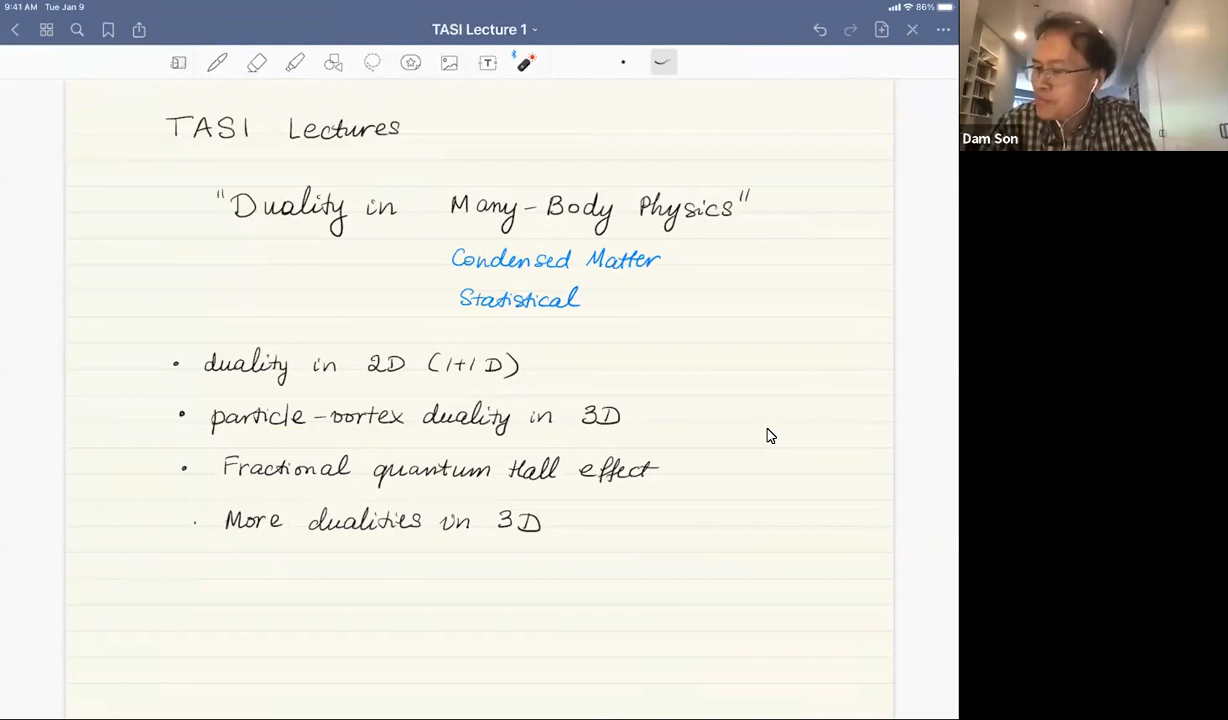 9:41 AM Tue Jan 9
86%
TASI Lecture 1
T
Dam Son
TASI Lectures
"Duality in Many-Body Physics"
Condensed Matter
Statistical
• duality in 2D (1+1 D)
• particle-vortex duality in 3D
• Fractional quantum Hall effect
· More dualities in 3D